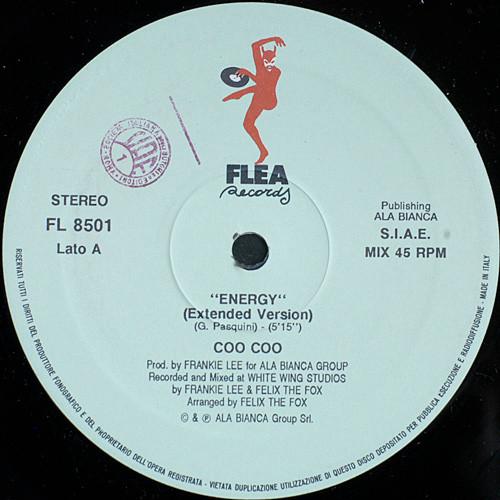 FLEA
Records
STEREO
FL 8501
Lato A
Publishing
ALA BIANCA
S.I.A.E.
MIX 45 RPM
"ENERGY"
(Extended Version)
(G. Pasquini) - (5'15")
COO COO
Prod. by FRANKIE LEE for ALA BIANCA GROUP
Recorded and Mixed at WHITE WING STUDIOS
by FRANKIE LEE & FELIX THE FOX
Arranged by FELIX THE FOX
© & ℗ ALA BIANCA Group Srl.
RISERVATI TUTTI I DIRITTI DEL PRODUTTORE FONOGRAFICO E DEL PROPRIETARIO DELL'OPERA REGISTRATA - VIETATA DUPLICAZIONE UTILIZZAZIONE DI QUESTO DISCO DEPOSITATO PER PUBBLICA ESECUZIONE E RADIODIFFUSIONE - MADE IN ITALY